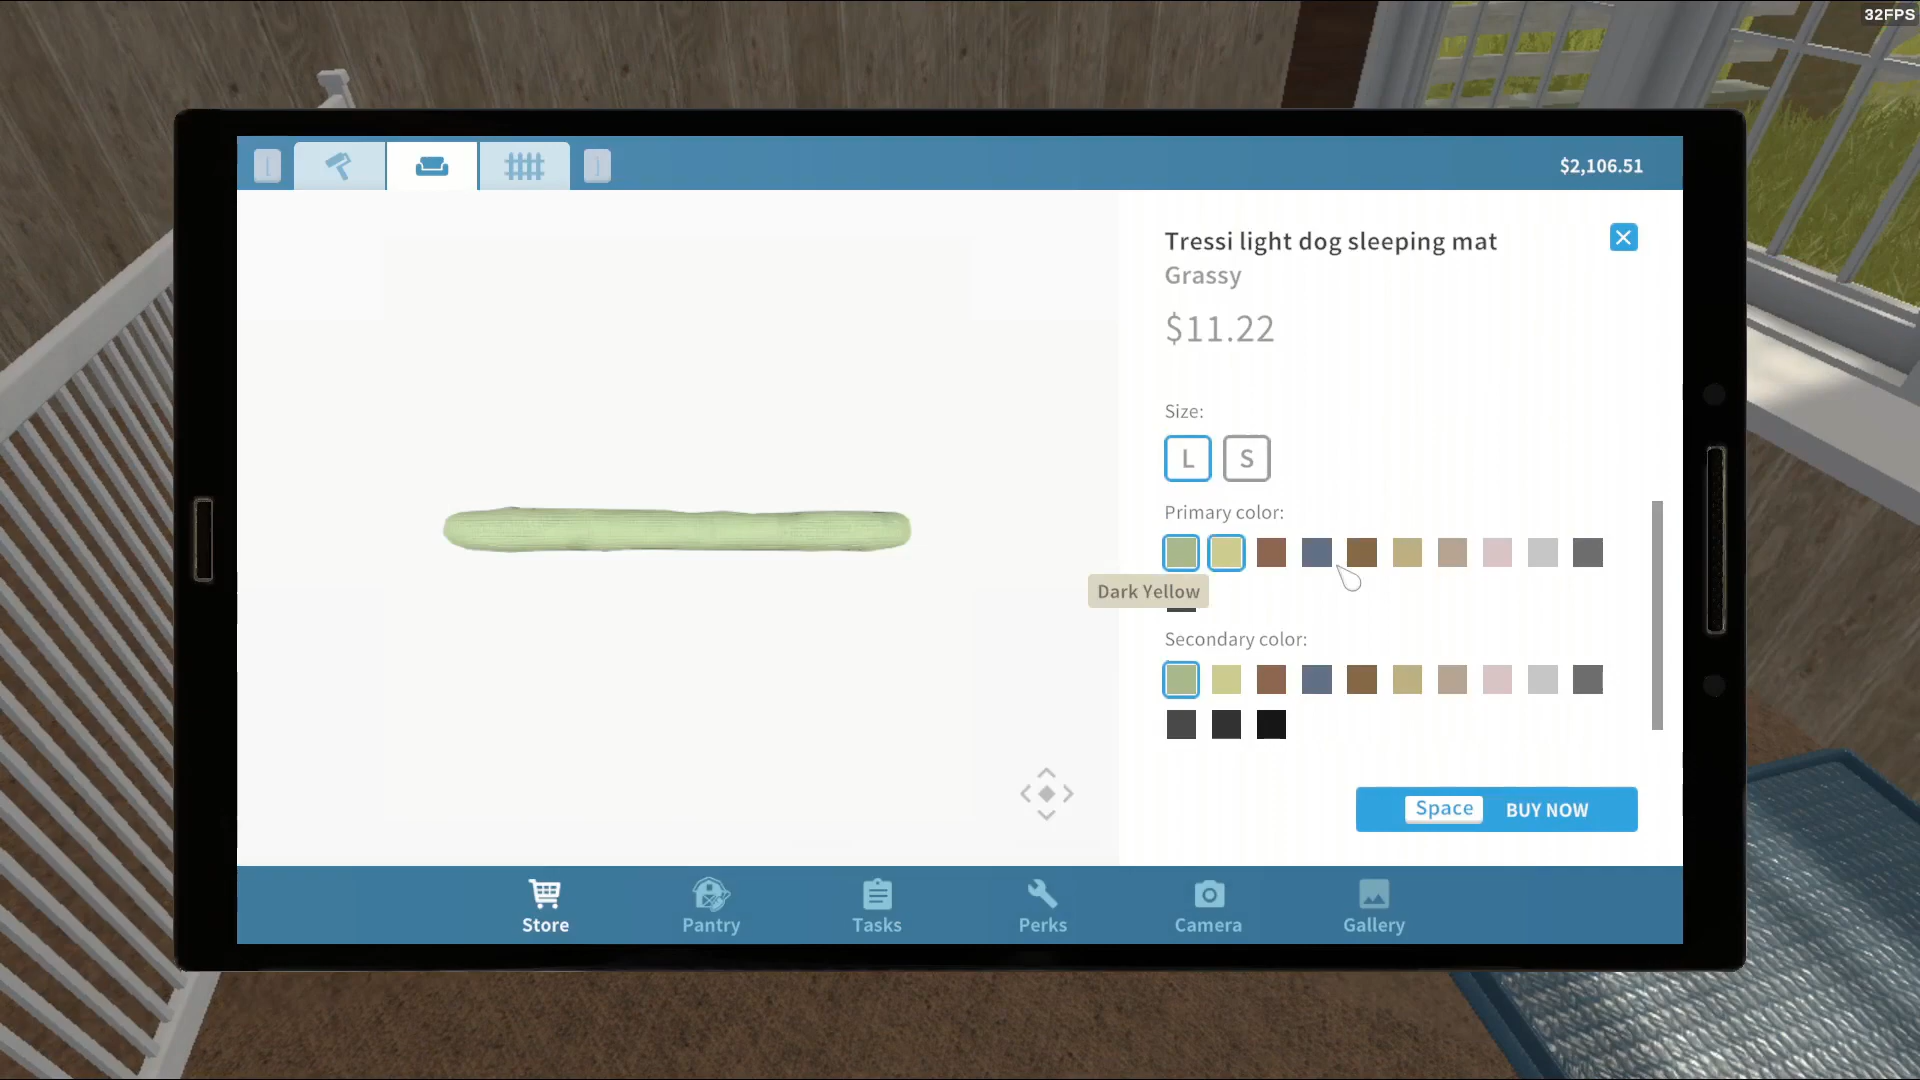 32FPS
[
]
$2,106.51
Tressi light dog sleeping mat
Grassy
$11.22
Size:
L
S
Primary color:
Dark Yellow
Secondary color:
Space
BUY NOW
Store
Pantry
Tasks
Perks
Camera
Gallery